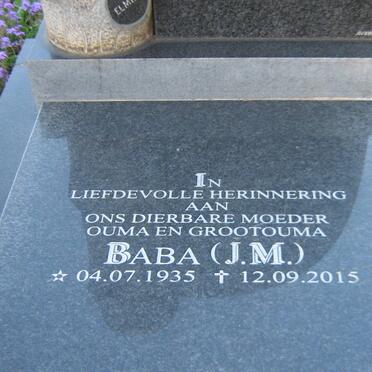 IN
LIEFDEVOLLE HERINNERING
AAN
ONS DIERBARE MOEDER
OUMA EN GROOTOUMA
BABA (J.M.)
☆ 04.07.1935 ✝ 12.09.2015